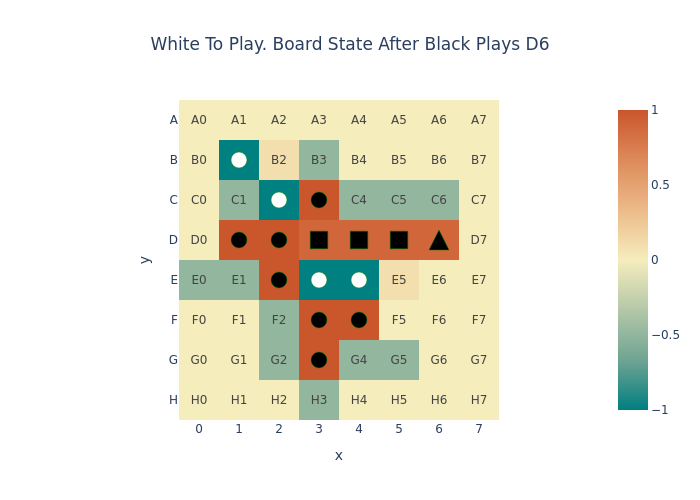 White To Play. Board State After Black Plays D6
A A0 A1 A2 A3 A4 A5 A6 A7
B B0 B2 B3 B4 B5 B6 B7
C C0 C1 C4 C5 C6 C7
D D0 D7
E E0 E1 E5 E6 E7
F F0 F1 F2 F5 F6 F7
G G0 G1 G2 G4 G5 G6 G7
H H0 H1 H2 H3 H4 H5 H6 H7
0 1 2 3 4 5 6 7
x
y
1
0.5
0
−0.5
−1